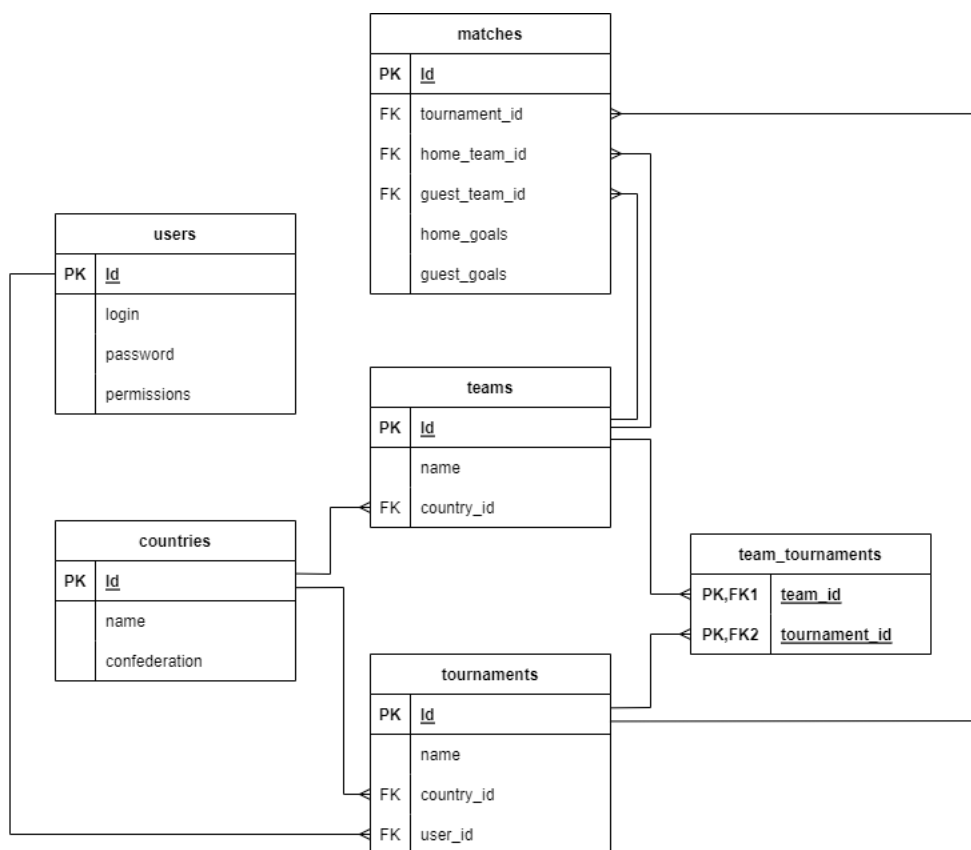 matches
PK Id
FK tournament_id
FK home_team_id
FK guest_team_id
home_goals
guest_goals
users
PK Id
login
password
permissions
teams
PK Id
name
FK country_id
countries
PK Id
name
confederation
team_tournaments
PK,FK1 team_id
PK,FK2 tournament_id
tournaments
PK Id
name
FK country_id
FK user_id